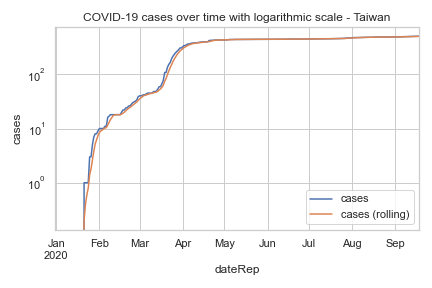 COVID-19 cases over time with logarithmic scale - Taiwan
cases
10²
10¹
10⁰
cases
cases (rolling)
Jan Feb Mar Apr May Jun Jul Aug Sep
2020
dateRep